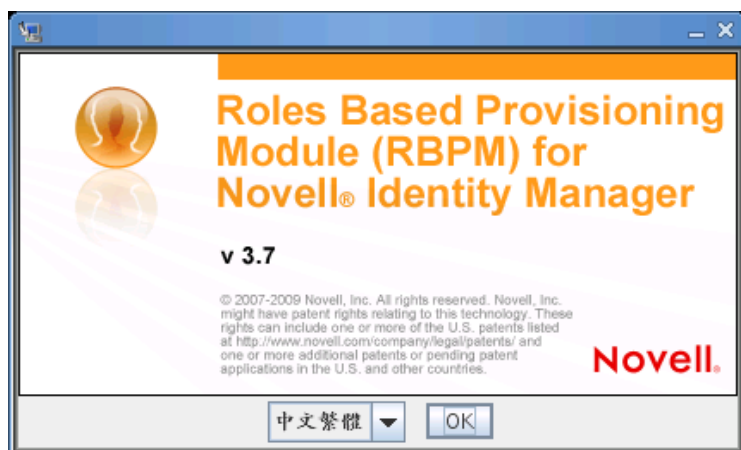 Roles Based Provisioning
Module (RBPM) for
Novell® Identity Manager
v 3.7
© 2007-2009 Novell, Inc. All rights reserved. Novell, Inc.
might have patent rights relating to this technology. These
rights can include one or more of the U.S. patents listed
at http://www.novell.com/company/legal/patents/ and
one or more additional patents or pending patent
applications in the U.S. and other countries.
Novell®
中文繁體
OK